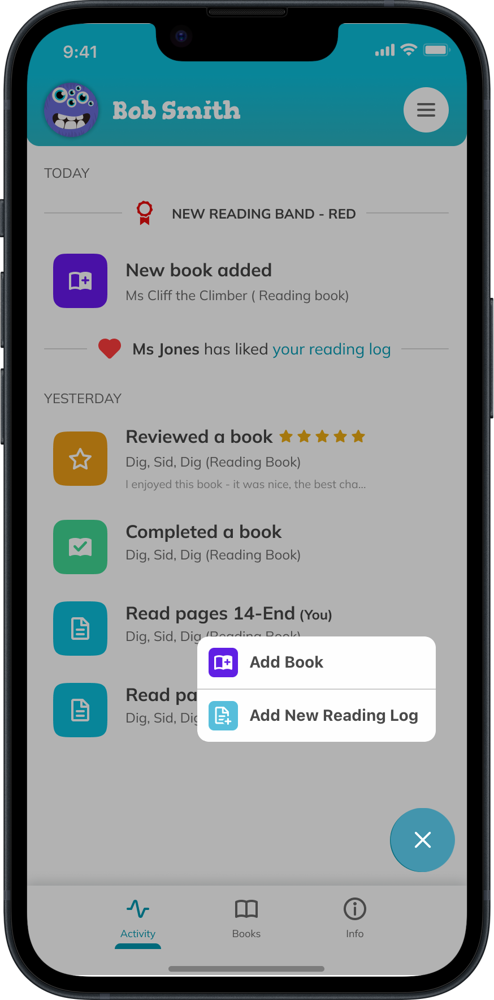 9:41
Bob Smith
TODAY
NEW READING BAND - RED
New book added
Ms Cliff the Climber ( Reading book)
Ms Jones has liked your reading log
YESTERDAY
Reviewed a book
Dig, Sid, Dig (Reading Book)
I enjoyed this book - it was nice, the best cha...
Completed a book
Dig, Sid, Dig (Reading Book)
Read pages 14-End (You)
Dig, Sid, Dig (Reading Book)
Add Book
Read pa
Dig, Sid, Dig
Add New Reading Log
Activity
Books
Info